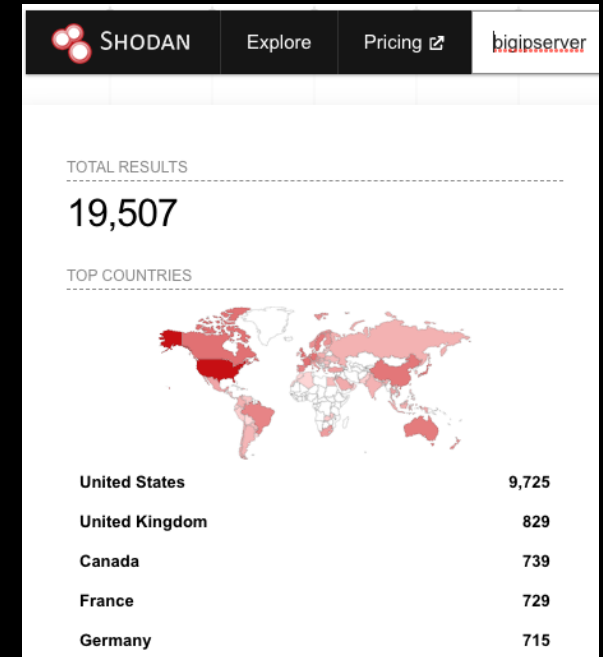 SHODAN Explore Pricing bigipserver
TOTAL RESULTS
19,507
TOP COUNTRIES
United States 9,725
United Kingdom 829
Canada 739
France 729
Germany 715